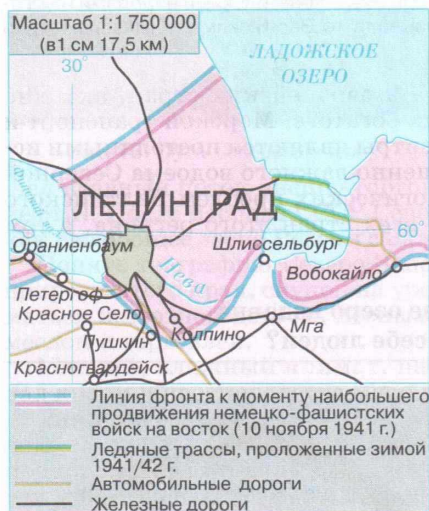 Масштаб 1:1 750 000
(в1 см 17,5 км)
30°
ЛАДОЖСКОЕ
ОЗЕРО
ЛЕНИНГРАД
60°
Ораниенбаум
Шлиссельбург
Нева
Вобокайло
Петергоф
Красное Село
Колпино
Мга
Пушкин
Красногвардейск
Линия фронта к моменту наибольшего
продвижения немецко-фашистских
войск на восток (10 ноября 1941 г.)
Ледяные трассы, проложенные зимой
1941/42 г.
Автомобильные дороги
Железные дороги